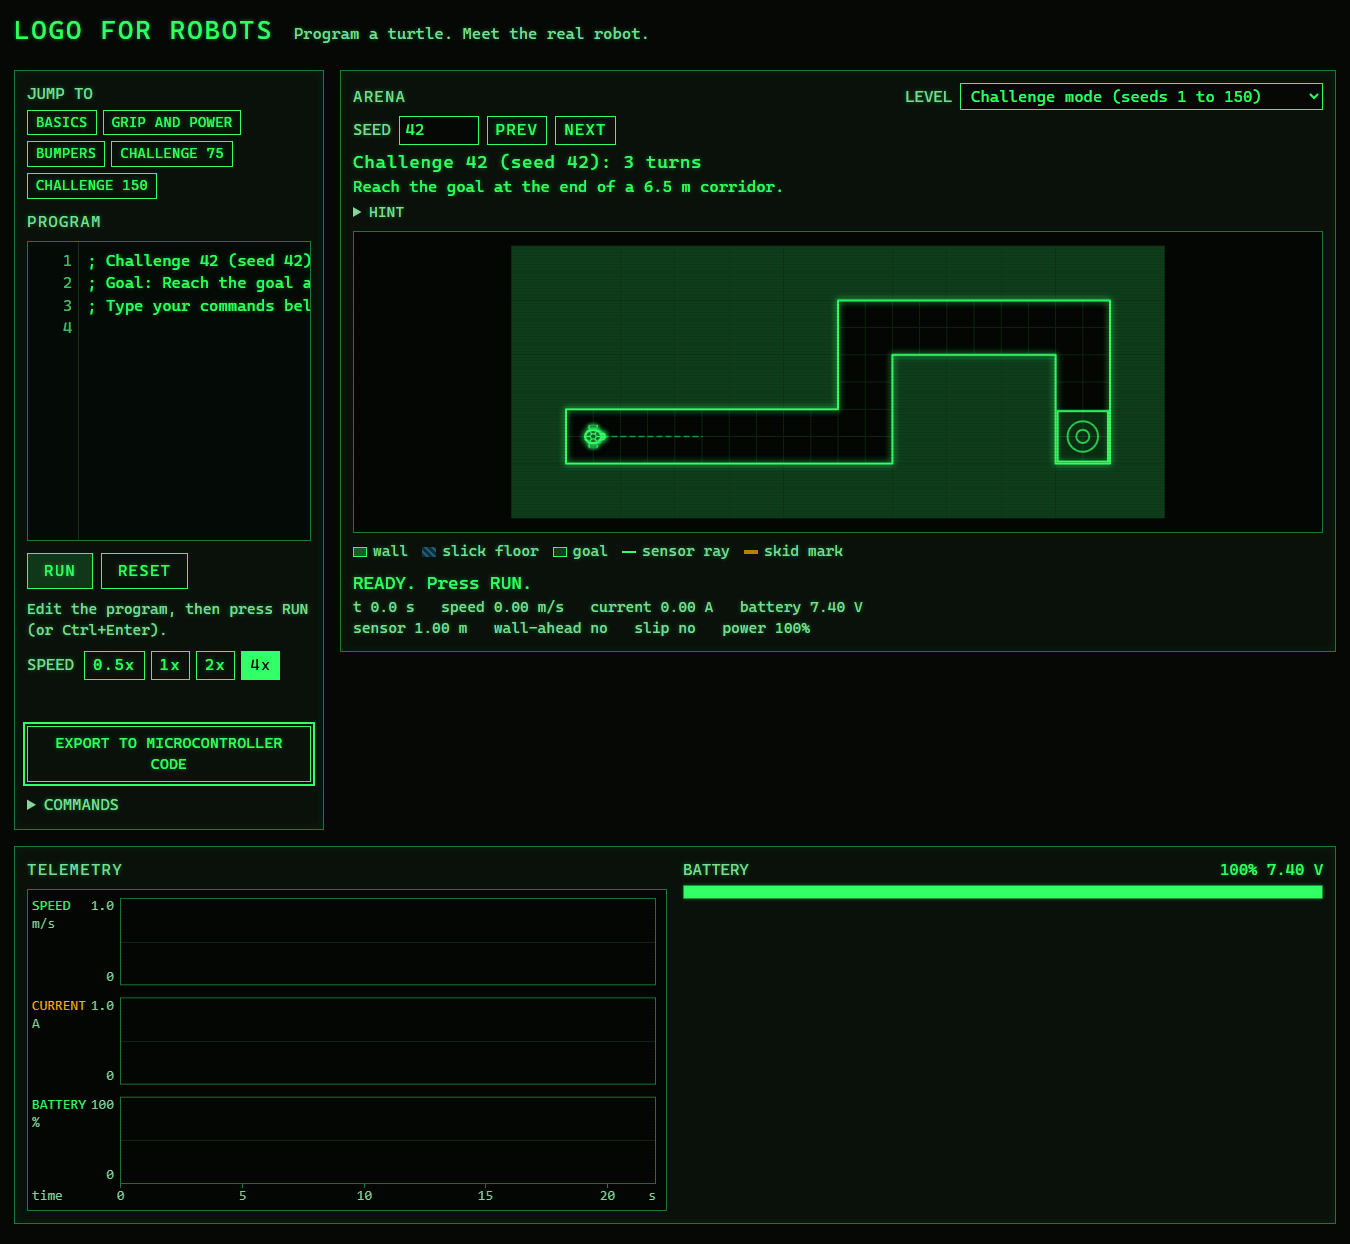 LOGO FOR ROBOTS Program a turtle. Meet the real robot.
JUMP TO
BASICS GRIP AND POWER
BUMPERS CHALLENGE 75
CHALLENGE 150
PROGRAM
1 ; Challenge 42 (seed 42)
2 ; Goal: Reach the goal a
3 ; Type your commands bel
4
RUN RESET
Edit the program, then press RUN
(or Ctrl+Enter).
SPEED 0.5x 1x 2x 4x
EXPORT TO MICROCONTROLLER
CODE
COMMANDS
ARENA LEVEL Challenge mode (seeds 1 to 150)
SEED 42 PREV NEXT
Challenge 42 (seed 42): 3 turns
Reach the goal at the end of a 6.5 m corridor.
HINT
wall slick floor goal sensor ray skid mark
READY. Press RUN.
t 0.0 s speed 0.00 m/s current 0.00 A battery 7.40 V
sensor 1.00 m wall-ahead no slip no power 100%
TELEMETRY
SPEED 1.0
m/s
0
CURRENT 1.0
A
0
BATTERY 100
%
0
time 0 5 10 15 20 s
BATTERY 100% 7.40 V